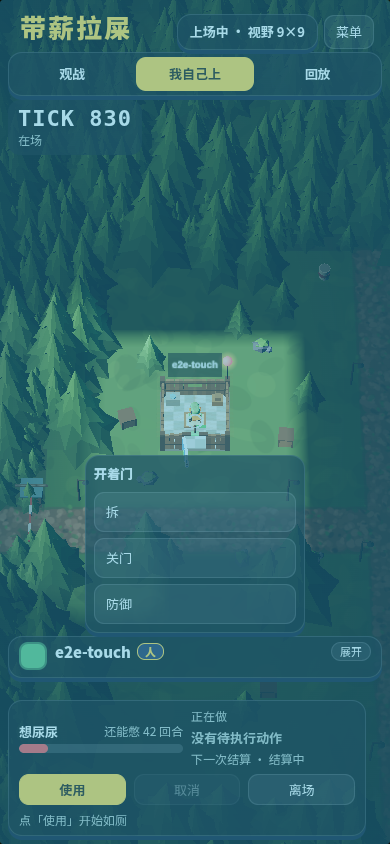 带薪拉屎
上场中 · 视野 9×9
菜单
观战
我自己上
回放
TICK 830
在场
e2e-touch
开着门
拆
关门
防御
e2e-touch
人
展开
想尿尿
还能憋 42 回合
正在做
没有待执行动作
下一次结算 · 结算中
使用
取消
离场
点「使用」开始如厕